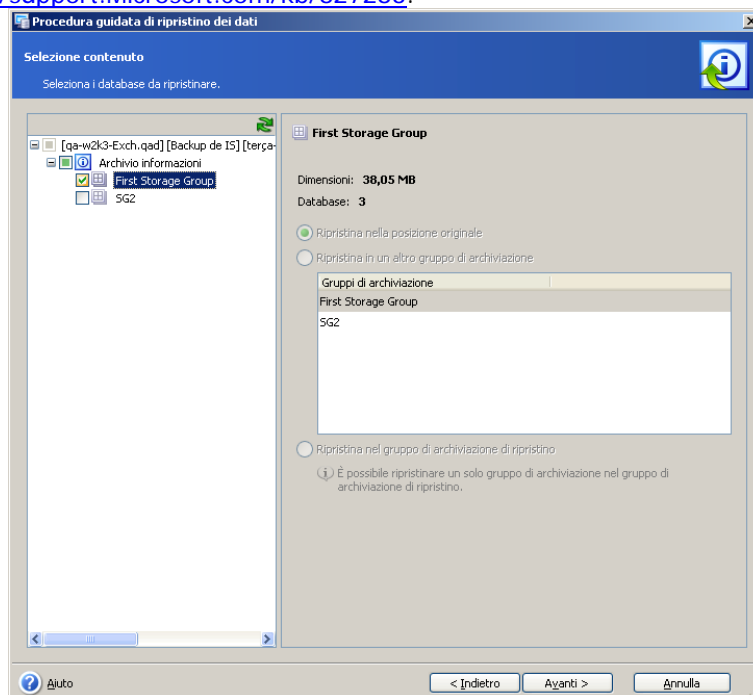 /support.Microsoft.com/kb/
Procedura guidata di ripristino dei dati
Selezione contenuto
Seleziona i database da ripristinare.
[qa-w2k3-Exch.qad] [Backup de IS] [terça-
Archivio informazioni
First Storage Group
SG2
First Storage Group
Dimensioni: 38,05 MB
Database: 3
Ripristina nella posizione originale
Ripristina in un altro gruppo di archiviazione
Gruppi di archiviazione
First Storage Group
SG2
Ripristina nel gruppo di archiviazione di ripristino
È possibile ripristinare un solo gruppo di archiviazione nel gruppo di
archiviazione di ripristino.
Aiuto
< Indietro
Avanti >
Annulla